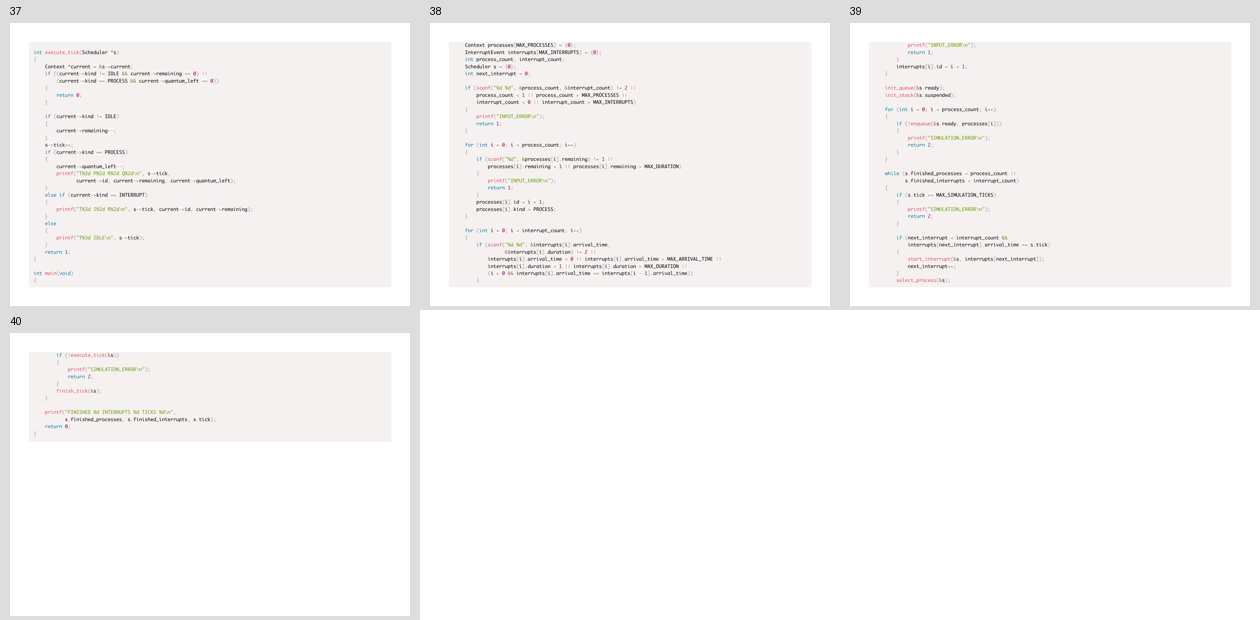 37
int execute_tick(Scheduler *s)
{
Context *current = &s->current;
if ((current->kind != IDLE && current->remaining == 0) ||
(current->kind == PROCESS && current->quantum_left == 0))
{
return 0;
}
if (current->kind != IDLE)
{
current->remaining--;
}
s->tick++;
if (current->kind == PROCESS)
{
current->quantum_left--;
printf("T%3d P%2d R%2d Q%2d\n", s->tick,
current->id, current->remaining, current->quantum_left);
}
else if (current->kind == INTERRUPT)
{
printf("T%3d I%2d R%2d\n", s->tick, current->id, current->remaining);
}
else
{
printf("T%3d IDLE\n", s->tick);
}
return 1;
}
int main(void)
{
38
Context processes[MAX_PROCESSES] = {0};
InterruptEvent interrupts[MAX_INTERRUPTS] = {0};
int process_count, interrupt_count;
Scheduler s = {0};
int next_interrupt = 0;
if (scanf("%d %d", &process_count, &interrupt_count) != 2 ||
process_count < 1 || process_count > MAX_PROCESSES ||
interrupt_count < 0 || interrupt_count > MAX_INTERRUPTS)
{
printf("INPUT_ERROR\n");
return 1;
}
for (int i = 0; i < process_count; i++)
{
if (scanf("%d", &processes[i].remaining) != 1 ||
processes[i].remaining < 1 || processes[i].remaining > MAX_DURATION)
{
printf("INPUT_ERROR\n");
return 1;
}
processes[i].id = i + 1;
processes[i].kind = PROCESS;
}
for (int i = 0; i < interrupt_count; i++)
{
if (scanf("%d %d", &interrupts[i].arrival_time,
&interrupts[i].duration) != 2 ||
interrupts[i].arrival_time < 0 || interrupts[i].arrival_time > MAX_ARRIVAL_TIME ||
interrupts[i].duration < 1 || interrupts[i].duration > MAX_DURATION ||
(i > 0 && interrupts[i].arrival_time <= interrupts[i - 1].arrival_time))
{
39
printf("INPUT_ERROR\n");
return 1;
}
interrupts[i].id = i + 1;
}
init_queue(&s.ready);
init_stack(&s.suspended);
for (int i = 0; i < process_count; i++)
{
if (!enqueue(&s.ready, processes[i]))
{
printf("SIMULATION_ERROR\n");
return 2;
}
}
while (s.finished_processes < process_count ||
s.finished_interrupts < interrupt_count)
{
if (s.tick >= MAX_SIMULATION_TICKS)
{
printf("SIMULATION_ERROR\n");
return 2;
}
if (next_interrupt < interrupt_count &&
interrupts[next_interrupt].arrival_time == s.tick)
{
start_interrupt(&s, interrupts[next_interrupt]);
next_interrupt++;
}
select_process(&s);
40
if (!execute_tick(&s))
{
printf("SIMULATION_ERROR\n");
return 2;
}
finish_tick(&s);
}
printf("FINISHED %d INTERRUPTS %d TICKS %d\n",
s.finished_processes, s.finished_interrupts, s.tick);
return 0;
}